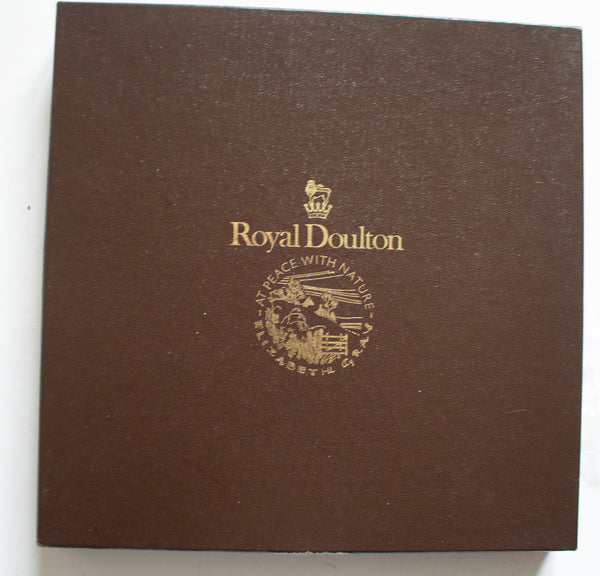 Royal Doulton
AT PEACE WITH NATURE
ELIZABETH GRAY